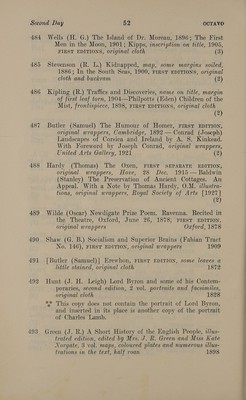 Second Day 52 OCTAVO
484 Wells (H. G.) The Island of Dr. Moreau, 1896; The First
Men in the Moon, 1901; Kipps, inscription on title, 1905,
FIRST EDITIONS, original cloth (3)
485 Stevenson (R. L.) Kidnapped, map, some margins soiled,
1886; In the South Seas, 1900, FIRST EDITIONS, original
cloth and buckram (2)
486 Kipling (R.) Traffics and Discoveries, name on title, margin
of first leaf torn, 1904—Phillpotts (Eden) Children of the
Mist, frontispiece, 1898, FIRST EDITIONS, original cloth
(2)
487 Butler (Samuel) The Humour of Homer, FIRST EDITION,
original wrappers, Cambridge, 1892 — Conrad (Joseph)
Landscapes of Corsica and Ireland by A. S. Kinkead.
With Foreword by Joseph Conrad, original wrappers,
United Arts Gallery, 1921 (2)
488 Hardy (Thomas) The Oxen, FIRST SEPARATE EDITION,
original wrappers, Hove, 28 Dec. 1915 — Baldwin
(Stanley) The Preservation of Ancient Cottages. An
Appeal. With a Note by Thomas Hardy, O.M. illustra-
tions, original wrappers, Royal Society of Arts [1927]
(2)
489 Wilde (Oscar) Newdigate Prize Poem. Ravenna. Recited in
the Theatre, Oxford, June 26, 1878, FIRST EDITION,
original wrappers Oxford, 1878
490 Shaw (G. B.) Socialism and Superior Brains (Fabian Tract
No. 146), FIRST EDITION, original wrappers 1909
491 [Butler (Samuel)] Erewhon, FIRST EDITION, some leaves a
little stained, original cloth 1872
492 Hunt (J. H. Leigh) Lord Byron and some of his Contem-
poraries, second edition, 2 vol. portraits and facsimiles,
original cloth 1828
⁂ This copy does not contain the portrait of Lord Byron,
and inserted in its place is another copy of the portrait
of Charles Lamb.
493 Green (J. R.) A Short History of the English People, illus-
trated edition, edited by Mrs. J. R. Green and Miss Kate
Norgate, 3 vol. maps, coloured plates and numerous illus-
trations in the text, half roan 1898